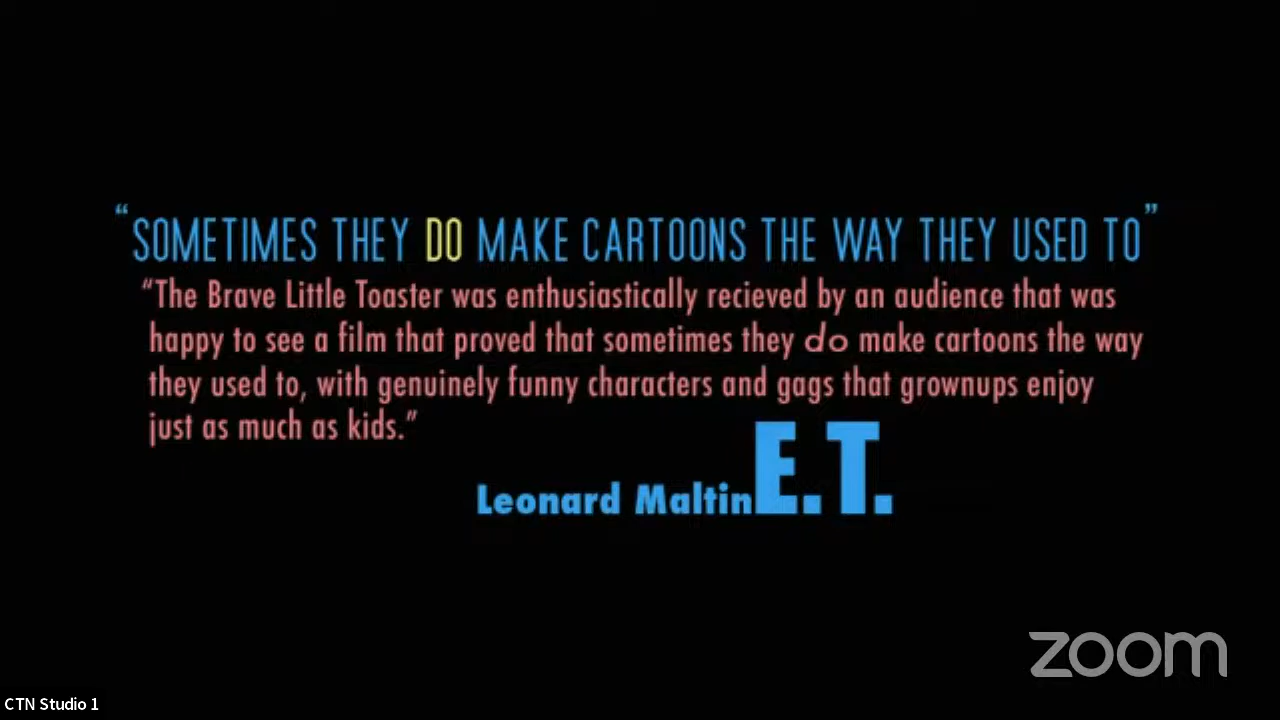 “SOMETIMES THEY DO MAKE CARTOONS THE WAY THEY USED TO”
“The Brave Little Toaster was enthusiastically recieved by an audience that was
happy to see a film that proved that sometimes they do make cartoons the way
they used to, with genuinely funny characters and gags that grownups enjoy
just as much as kids.”
Leonard Maltin E.T.
zoom
CTN Studio 1